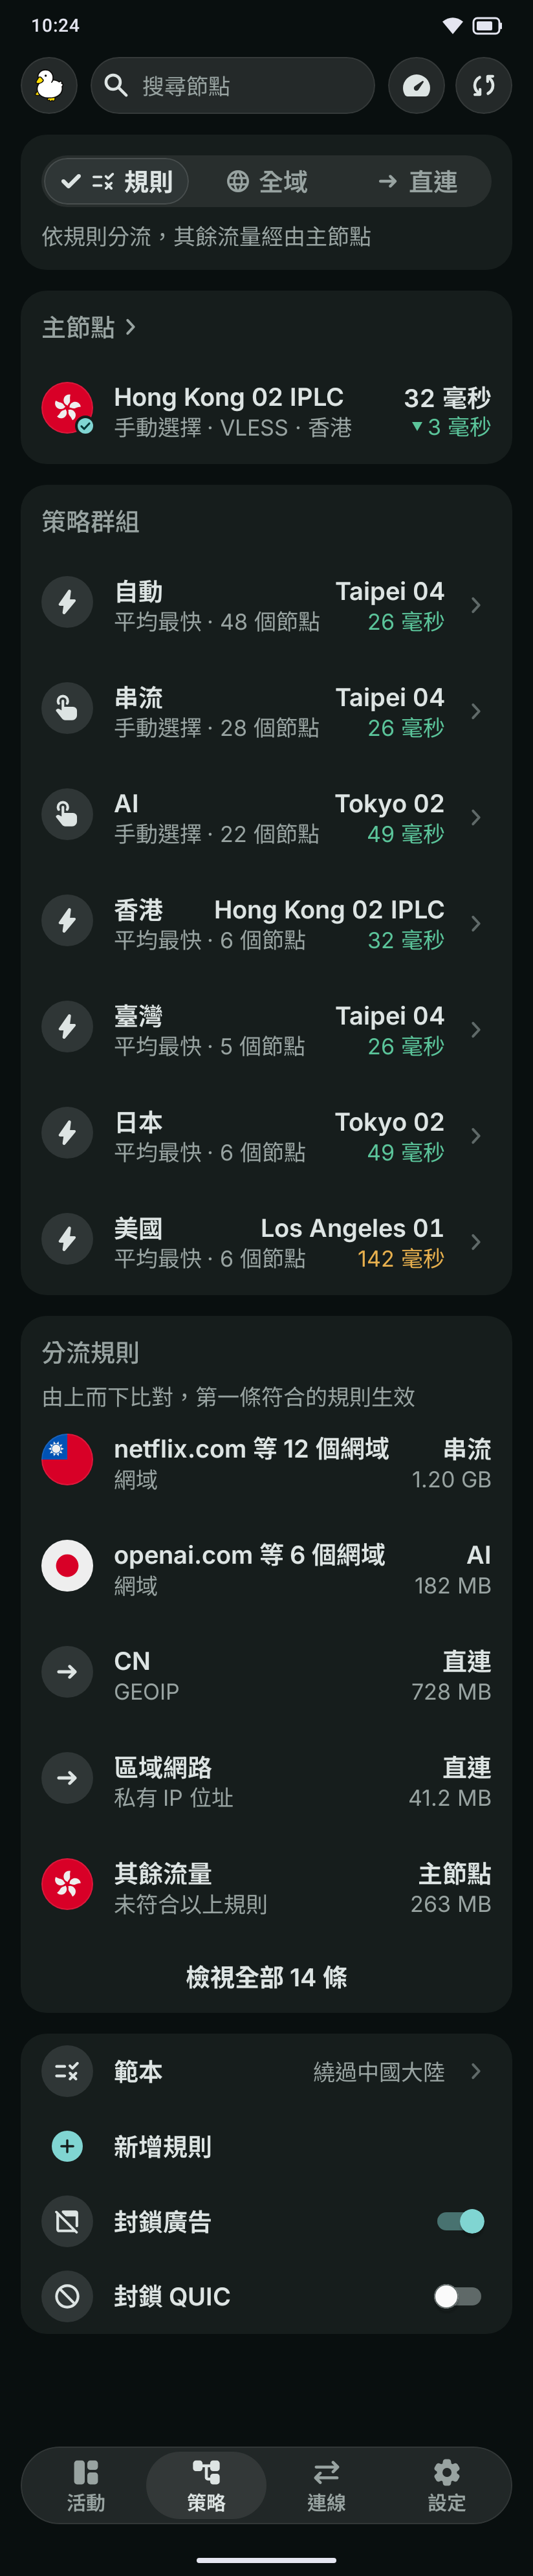 10:24
搜尋節點
規則 全域 直連
依規則分流，其餘流量經由主節點
主節點
Hong Kong 02 IPLC 32 毫秒
手動選擇 · VLESS · 香港 ▼3 毫秒
策略群組
自動 Taipei 04
平均最快 · 48 個節點 26 毫秒
串流 Taipei 04
手動選擇 · 28 個節點 26 毫秒
AI Tokyo 02
手動選擇 · 22 個節點 49 毫秒
香港 Hong Kong 02 IPLC
平均最快 · 6 個節點 32 毫秒
臺灣 Taipei 04
平均最快 · 5 個節點 26 毫秒
日本 Tokyo 02
平均最快 · 6 個節點 49 毫秒
美國 Los Angeles 01
平均最快 · 6 個節點 142 毫秒
分流規則
由上而下比對，第一條符合的規則生效
netflix.com 等 12 個網域 串流
網域 1.20 GB
openai.com 等 6 個網域 AI
網域 182 MB
CN 直連
GEOIP 728 MB
區域網路 直連
私有 IP 位址 41.2 MB
其餘流量 主節點
未符合以上規則 263 MB
檢視全部 14 條
範本 繞過中國大陸
新增規則
封鎖廣告
封鎖 QUIC
活動 策略 連線 設定